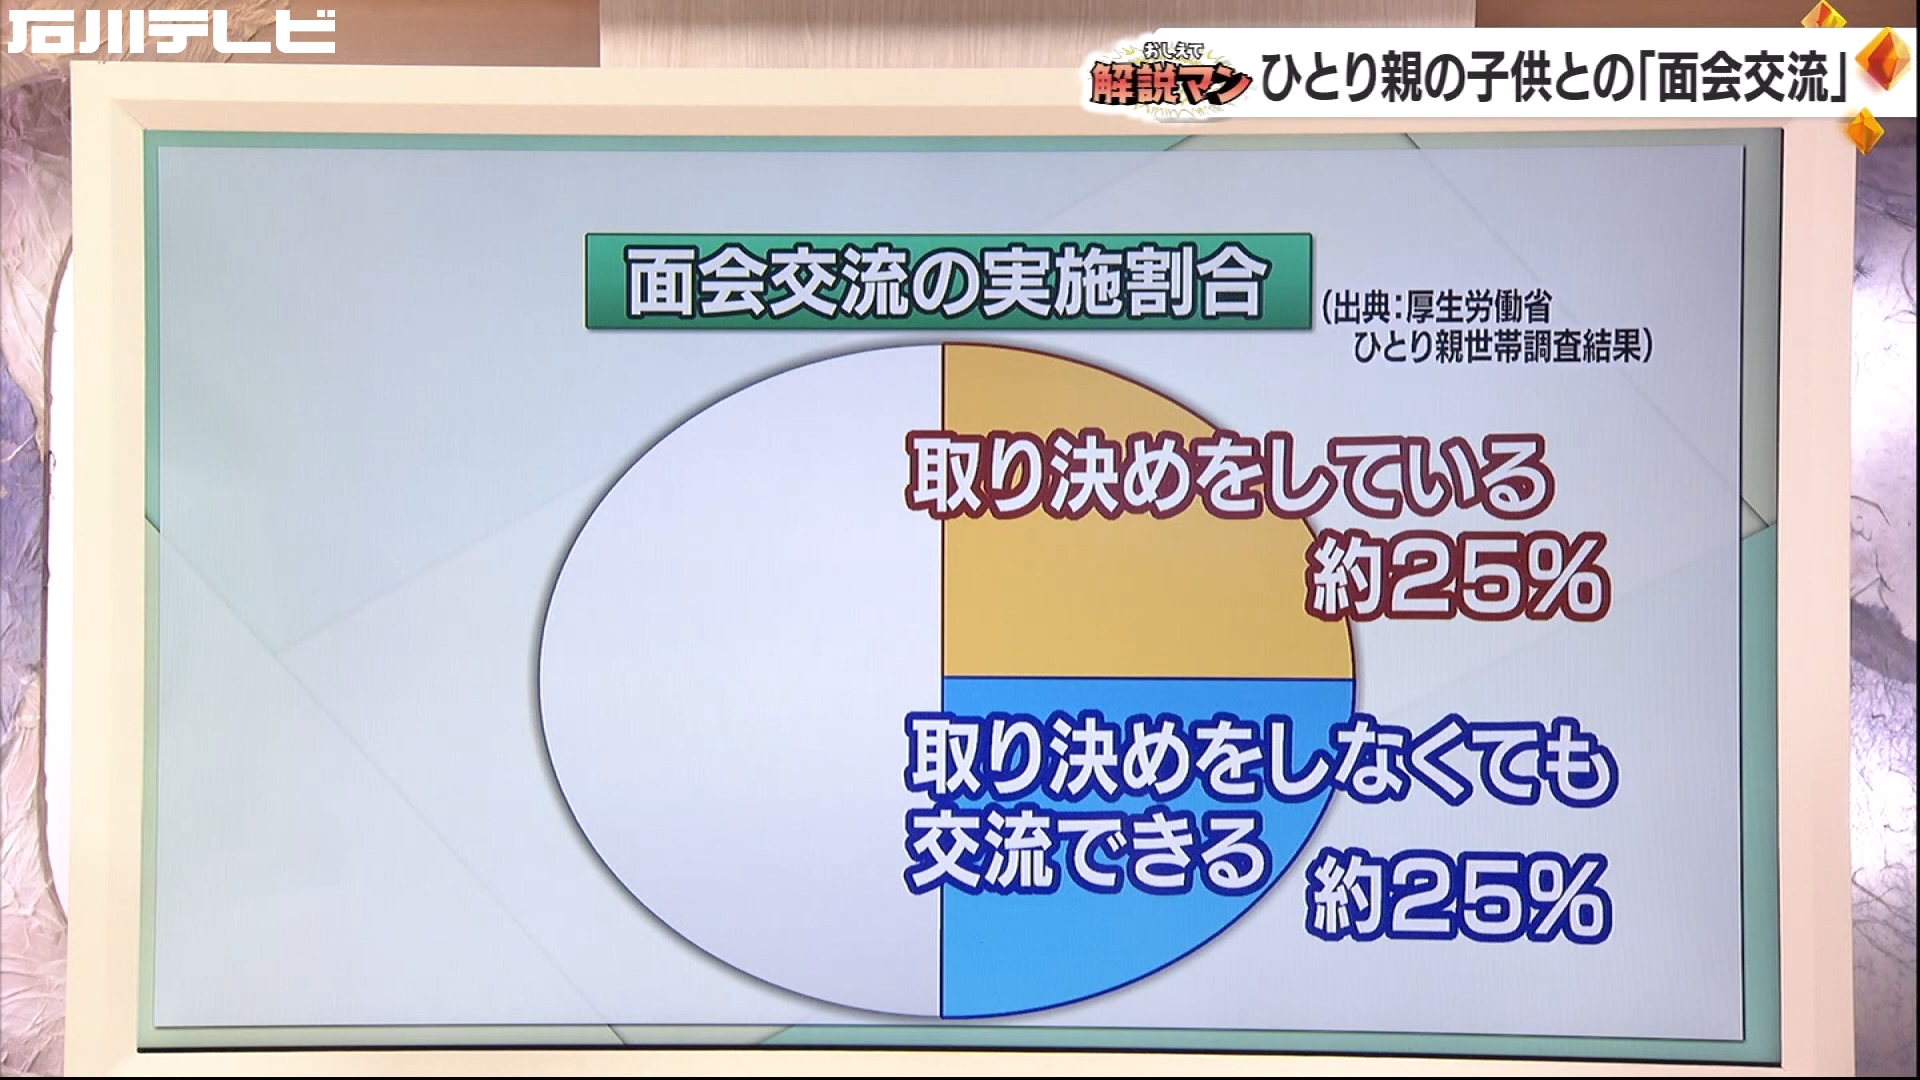 石川テレビ
おしえて
解説マン
ひとり親の子供との「面会交流」
面会交流の実施割合
(出典:厚生労働省
ひとり親世帯調査結果)
取り決めをしている
約25%
取り決めをしなくても
交流できる
約25%